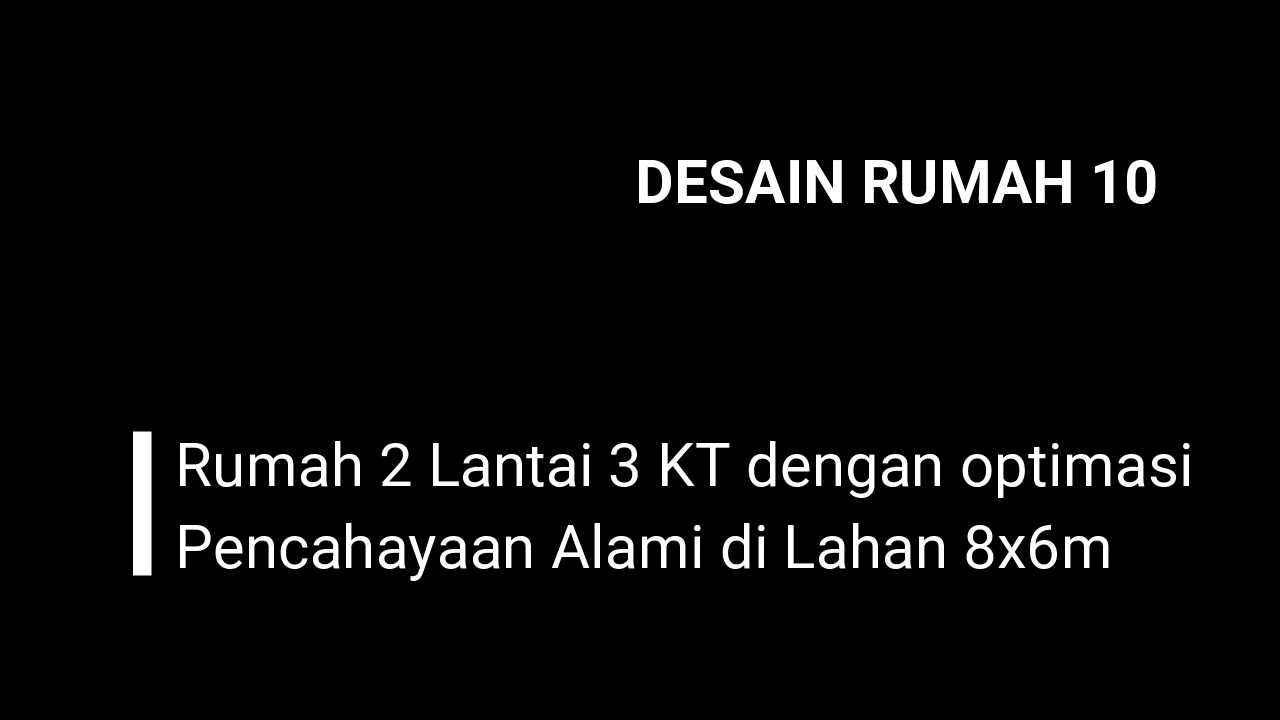 DESAIN RUMAH 10
Rumah 2 Lantai 3 KT dengan optimasi
Pencahayaan Alami di Lahan 8x6m